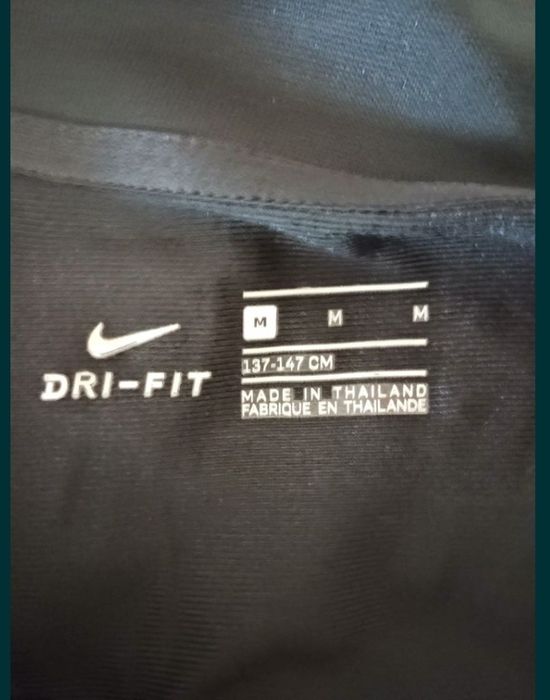 DRI-FIT
M M M
137-147 CM
MADE IN THAILAND
FABRIQUE EN THAILANDE